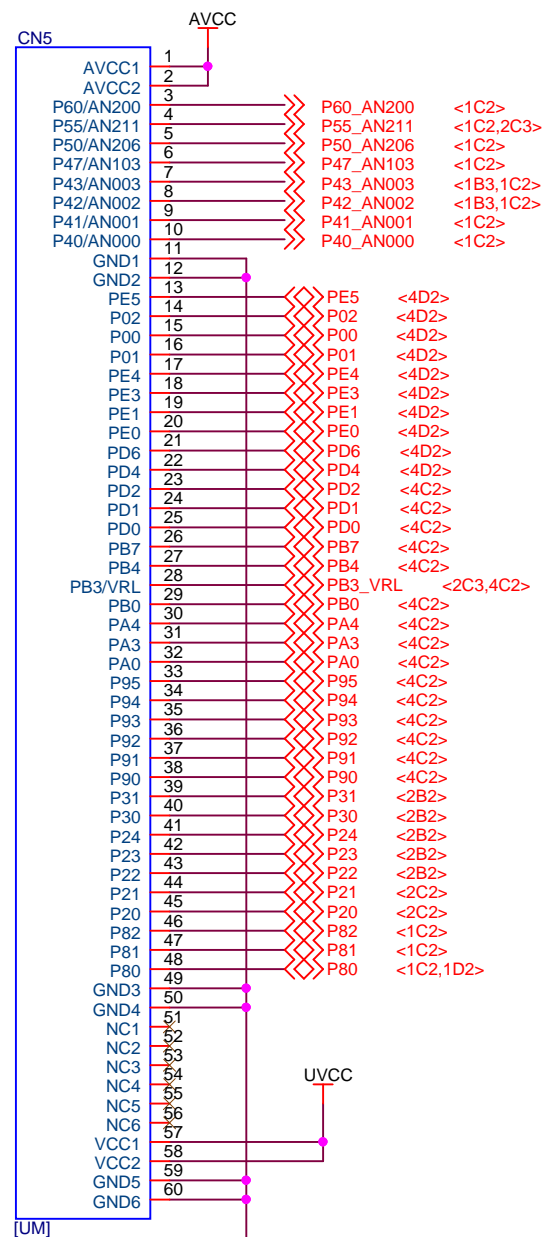 AVCC
CN5
AVCC1 1
AVCC2 2
P60/AN200 3 P60_AN200 <1C2>
P55/AN211 4 P55_AN211 <1C2,2C3>
P50/AN206 5 P50_AN206 <1C2>
P47/AN103 6 P47_AN103 <1C2>
P43/AN003 7 P43_AN003 <1B3,1C2>
P42/AN002 8 P42_AN002 <1B3,1C2>
P41/AN001 9 P41_AN001 <1C2>
P40/AN000 10 P40_AN000 <1C2>
GND1 11
GND2 12
PE5 13 PE5 <4D2>
P02 14 P02 <4D2>
P00 15 P00 <4D2>
P01 16 P01 <4D2>
PE4 17 PE4 <4D2>
PE3 18 PE3 <4D2>
PE1 19 PE1 <4D2>
PE0 20 PE0 <4D2>
PD6 21 PD6 <4D2>
PD4 22 PD4 <4D2>
PD2 23 PD2 <4C2>
PD1 24 PD1 <4C2>
PD0 25 PD0 <4C2>
PB7 26 PB7 <4C2>
PB4 27 PB4 <4C2>
PB3/VRL 28 PB3_VRL <2C3,4C2>
PB0 29 PB0 <4C2>
PA4 30 PA4 <4C2>
PA3 31 PA3 <4C2>
PA0 32 PA0 <4C2>
P95 33 P95 <4C2>
P94 34 P94 <4C2>
P93 35 P93 <4C2>
P92 36 P92 <4C2>
P91 37 P91 <4C2>
P90 38 P90 <4C2>
P31 39 P31 <2B2>
P30 40 P30 <2B2>
P24 41 P24 <2B2>
P23 42 P23 <2B2>
P22 43 P22 <2B2>
P21 44 P21 <2C2>
P20 45 P20 <2C2>
P82 46 P82 <1C2>
P81 47 P81 <1C2>
P80 48 P80 <1C2,1D2>
GND3 49
GND4 50
NC1 51
NC2 52
NC3 53
NC4 54
NC5 55
NC6 56
UVCC
VCC1 57
VCC2 58
GND5 59
GND6 60
[UM]